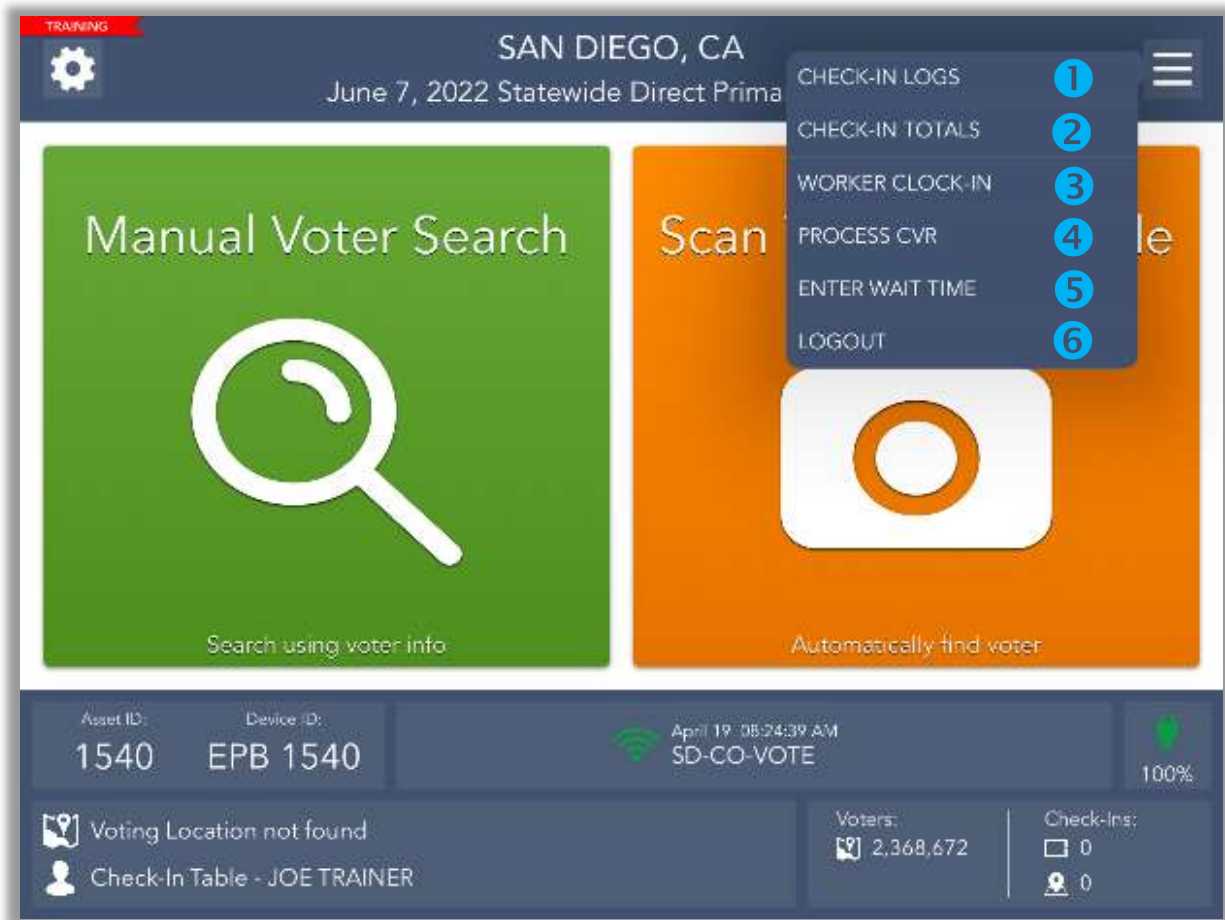 TRAINING
SAN DIEGO, CA
June 7, 2022 Statewide Direct Prima
CHECK-IN LOGS 1
CHECK-IN TOTALS 2
WORKER CLOCK-IN 3
PROCESS CVR 4
ENTER WAIT TIME 5
LOGOUT 6
Manual Voter Search
Search using voter info
Scan
le
Automatically find voter
Asset ID:
1540
Device ID:
EPB 1540
April 19 08:24:39 AM
SD-CO-VOTE
100%
Voting Location not found
Check-In Table - JOE TRAINER
Voters:
2,368,672
Check-Ins:
0
0